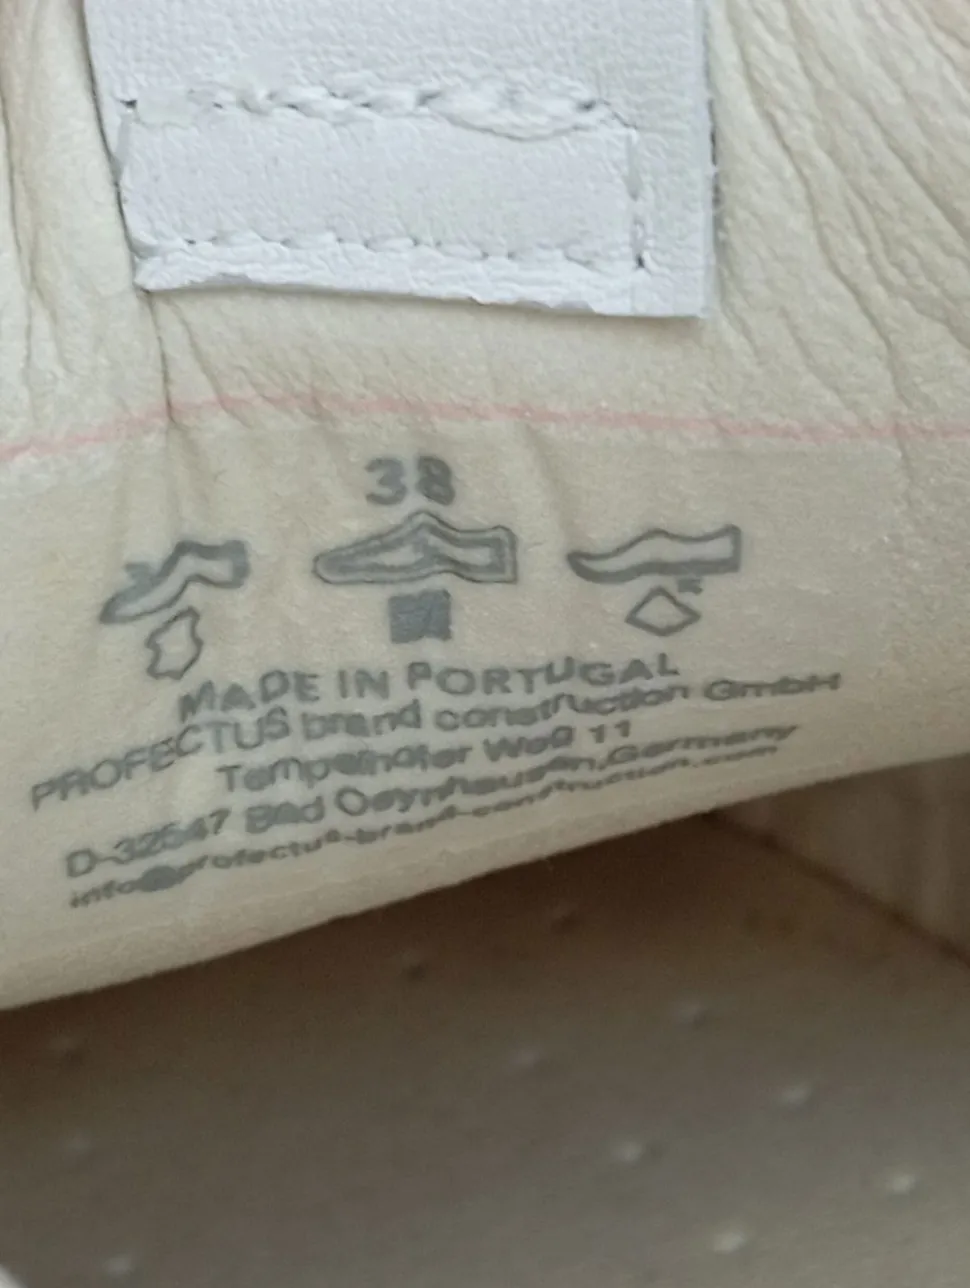 38
MADE IN PORTUGAL
PROFECTUS brand construction GmbH
Tempelhofer Weg 11
D-32547 Bad Oeynhausen,Germany
info@profectus-brand-construction.com